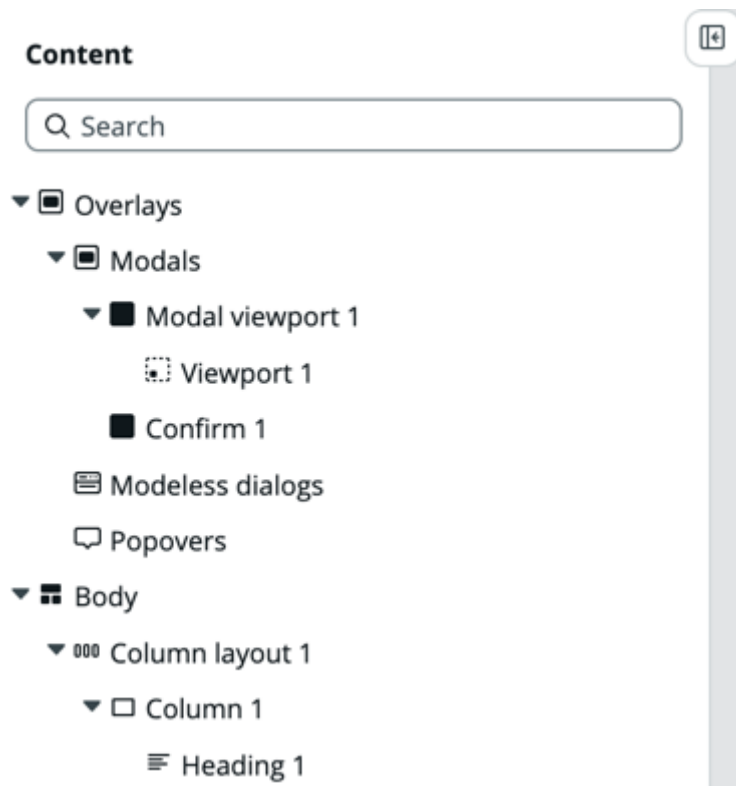 Content
Search
Overlays
Modals
Modal viewport 1
Viewport 1
Confirm 1
Modeless dialogs
Popovers
Body
Column layout 1
Column 1
Heading 1